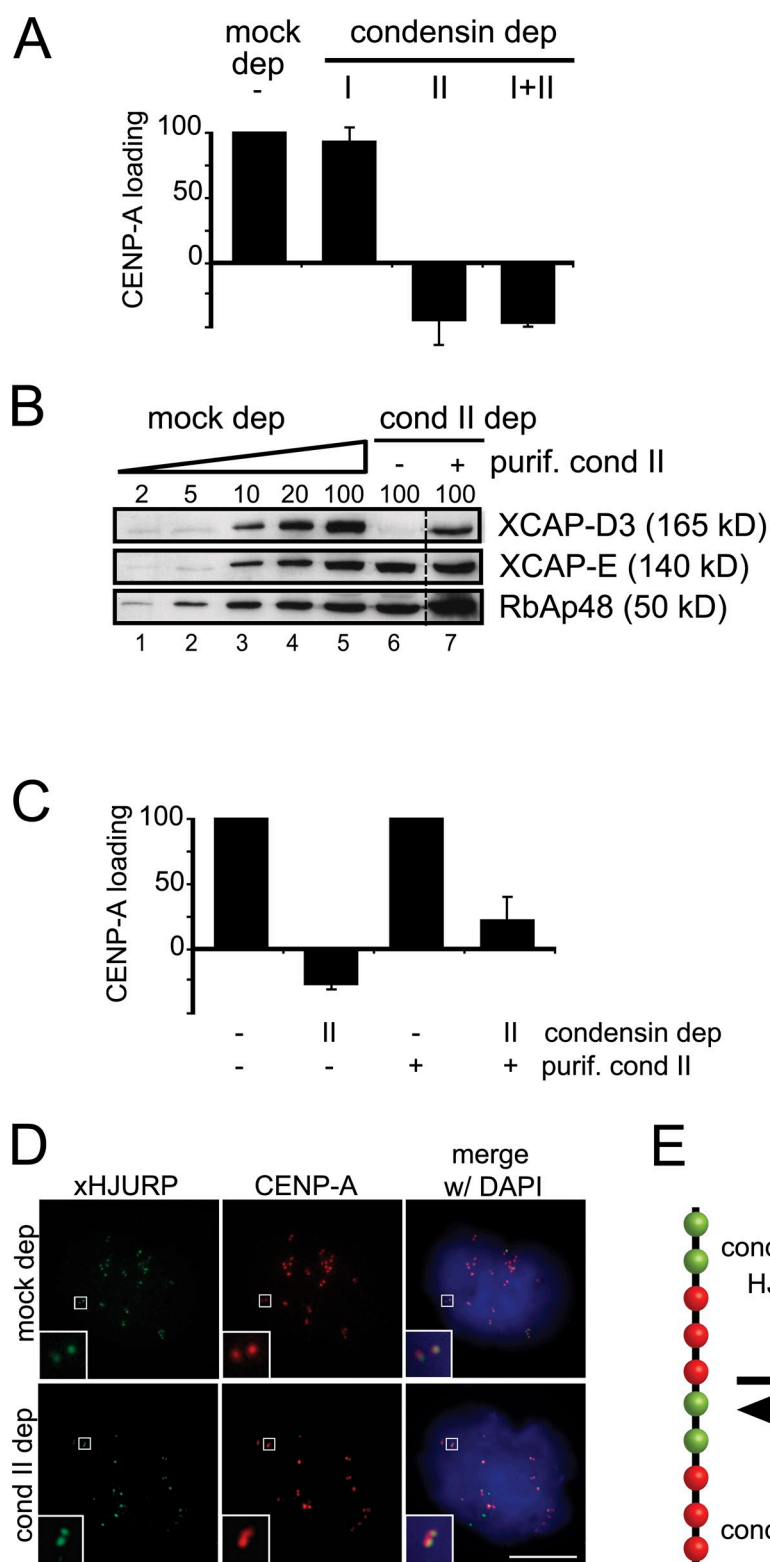 A
mock dep
condensin dep
-
I
II
I+II
CENP-A loading
100
50
0
B
mock dep
cond II dep
- + purif. cond II
2 5 10 20 100 100 100
XCAP-D3 (165 kD)
XCAP-E (140 kD)
RbAp48 (50 kD)
1 2 3 4 5 6 7
C
CENP-A loading
100
50
0
- II - II condensin dep
- - + + purif. cond II
D
xHJURP
CENP-A
merge
w/ DAPI
mock dep
cond II dep
E
cond
HJ
cond